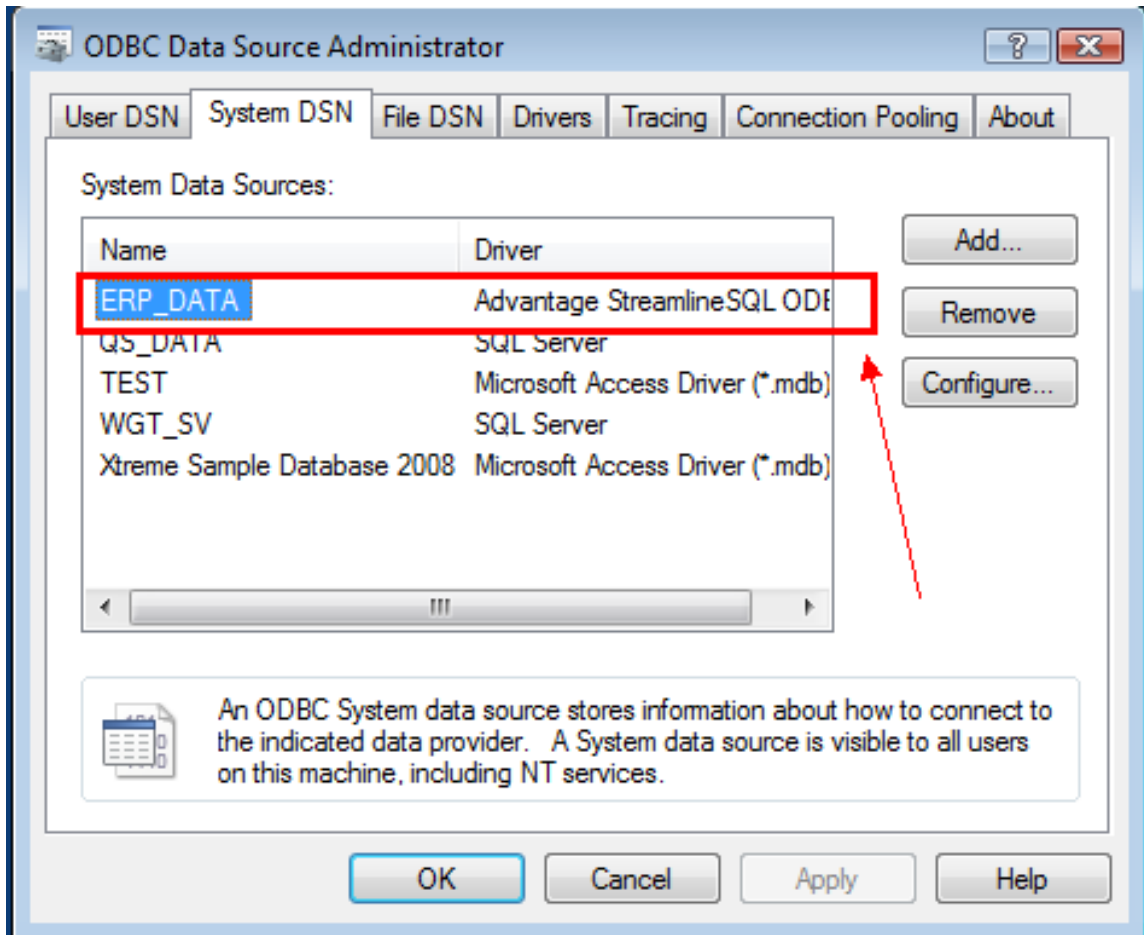 ODBC Data Source Administrator
User DSN System DSN File DSN Drivers Tracing Connection Pooling About
System Data Sources:
Name Driver
ERP_DATA Advantage StreamlineSQL ODB
QS_DATA SQL Server
TEST Microsoft Access Driver (*.mdb)
WGT_SV SQL Server
Xtreme Sample Database 2008 Microsoft Access Driver (*.mdb)
Add...
Remove
Configure...
An ODBC System data source stores information about how to connect to
the indicated data provider. A System data source is visible to all users
on this machine, including NT services.
OK Cancel Apply Help